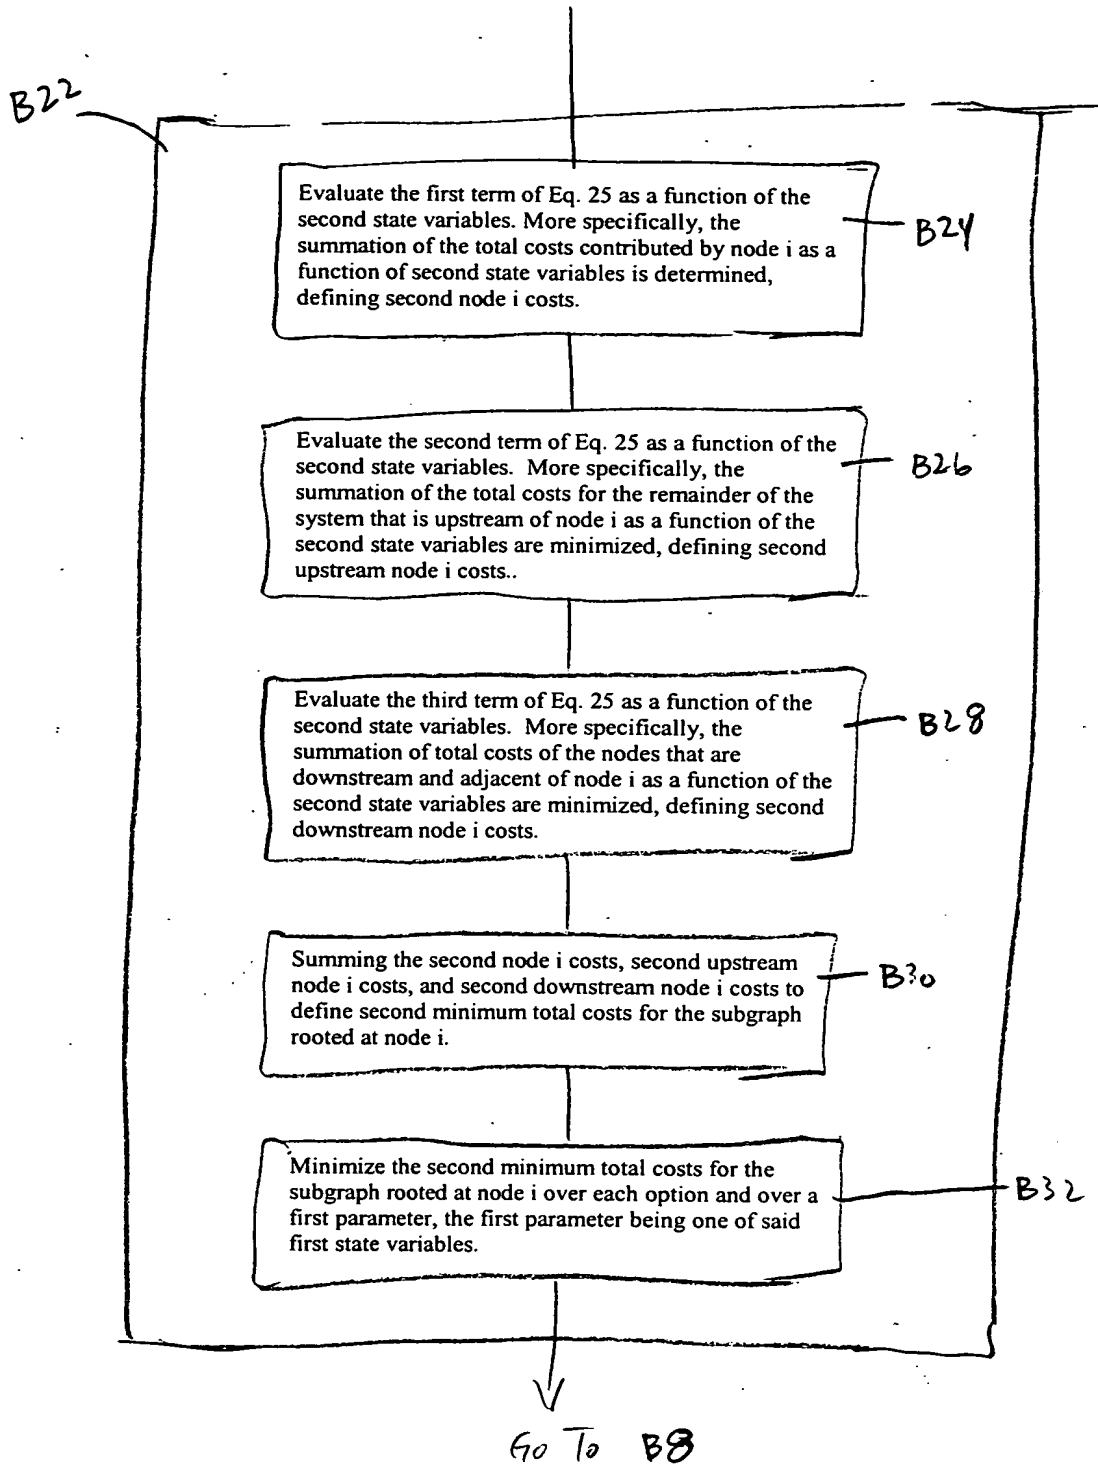 B22
Evaluate the first term of Eq. 25 as a function of the
second state variables. More specifically, the
summation of the total costs contributed by node i as a
function of second state variables is determined,
defining second node i costs.
B24
Evaluate the second term of Eq. 25 as a function of the
second state variables. More specifically, the
summation of the total costs for the remainder of the
system that is upstream of node i as a function of the
second state variables are minimized, defining second
upstream node i costs..
B26
Evaluate the third term of Eq. 25 as a function of the
second state variables. More specifically, the
summation of total costs of the nodes that are
downstream and adjacent of node i as a function of the
second state variables are minimized, defining second
downstream node i costs.
B28
Summing the second node i costs, second upstream
node i costs, and second downstream node i costs to
define second minimum total costs for the subgraph
rooted at node i.
B30
Minimize the second minimum total costs for the
subgraph rooted at node i over each option and over a
first parameter, the first parameter being one of said
first state variables.
B32
Go To B8